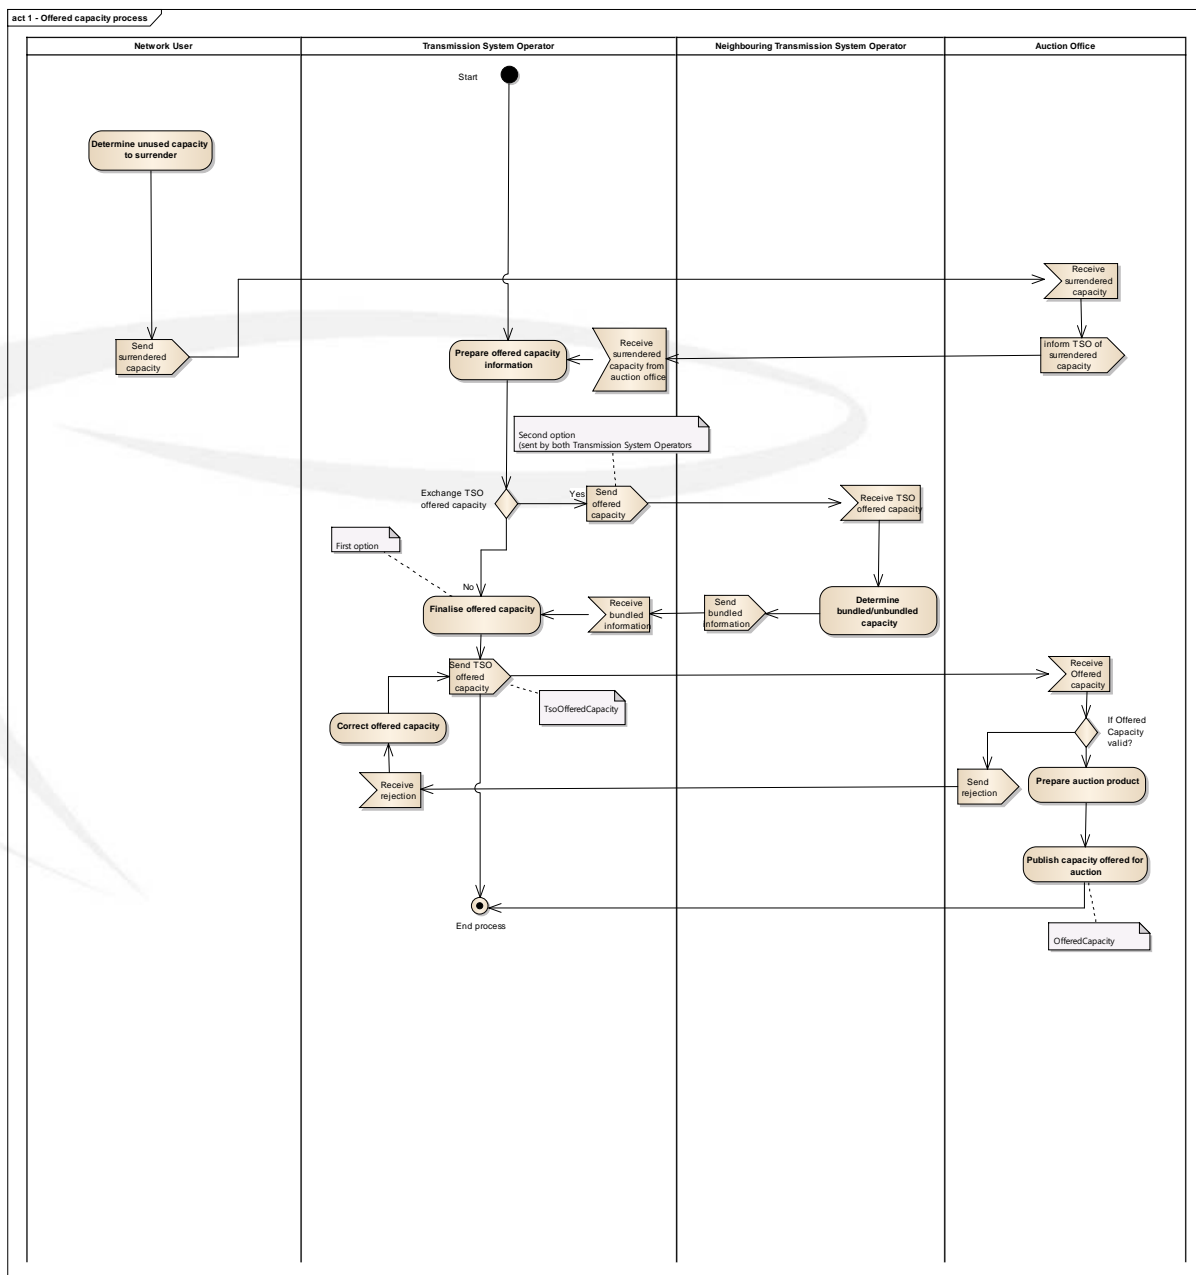 act 1 - Offered capacity process
Network User
Transmission System Operator
Neighbouring Transmission System Operator
Auction Office
Start
Determine unused capacity
to surrender
Receive
surrendered
capacity
Send
surrendered
capacity
Prepare offered capacity
information
Receive
surrendered
capacity from
auction office
inform TSO of
surrendered
capacity
Second option
(sent by both Transmission System Operators
Exchange TSO
offered capacity
Yes
Send
offered
capacity
Receive TSO
offered capacity
First option
No
Finalise offered capacity
Receive
bundled
information
Send
bundled
information
Determine
bundled/unbundled
capacity
Send TSO
offered
capacity
Receive
Offered
capacity
TsoOfferedCapacity
Correct offered capacity
If Offered
Capacity
valid?
Receive
rejection
Send
rejection
Prepare auction product
Publish capacity offered for
auction
End process
OfferedCapacity